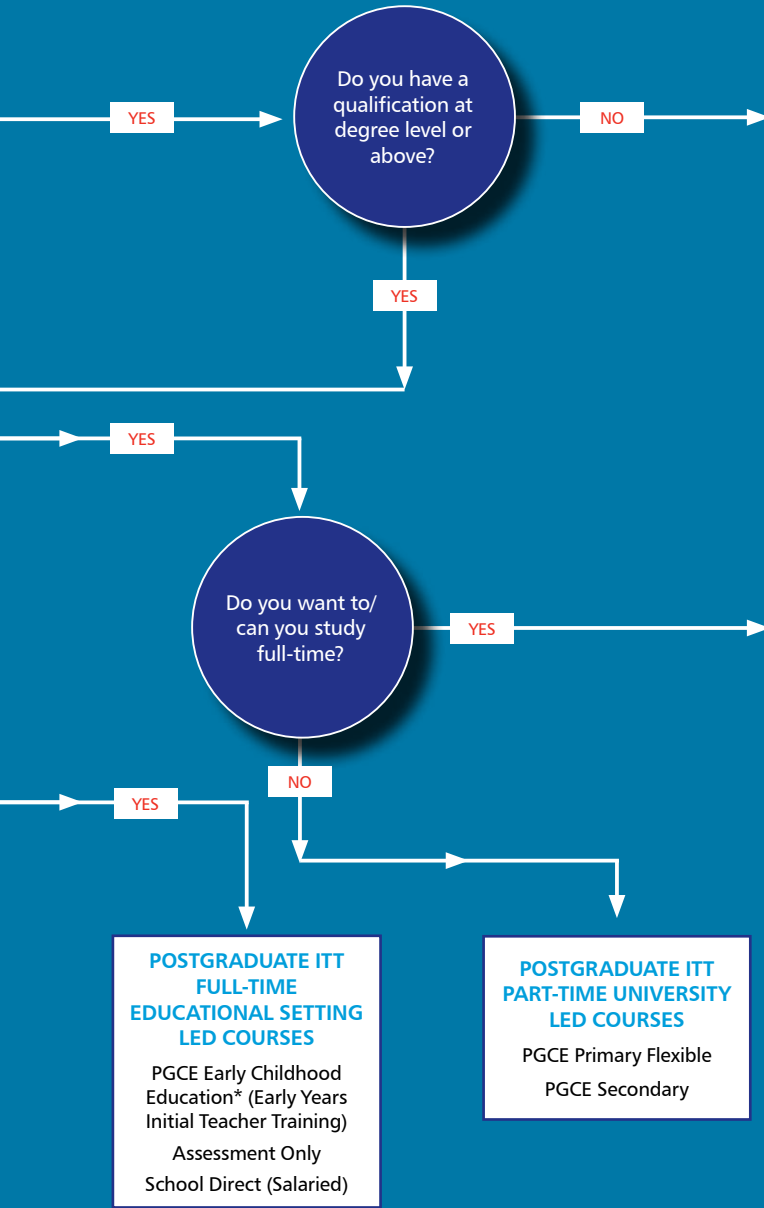 YES
Do you have a
qualification at
degree level or
above?
NO
YES
YES
Do you want to/
can you study
full-time?
YES
NO
YES
POSTGRADUATE ITT
FULL-TIME
EDUCATIONAL SETTING
LED COURSES
PGCE Early Childhood
Education* (Early Years
Initial Teacher Training)
Assessment Only
School Direct (Salaried)
POSTGRADUATE ITT
PART-TIME UNIVERSITY
LED COURSES
PGCE Primary Flexible
PGCE Secondary